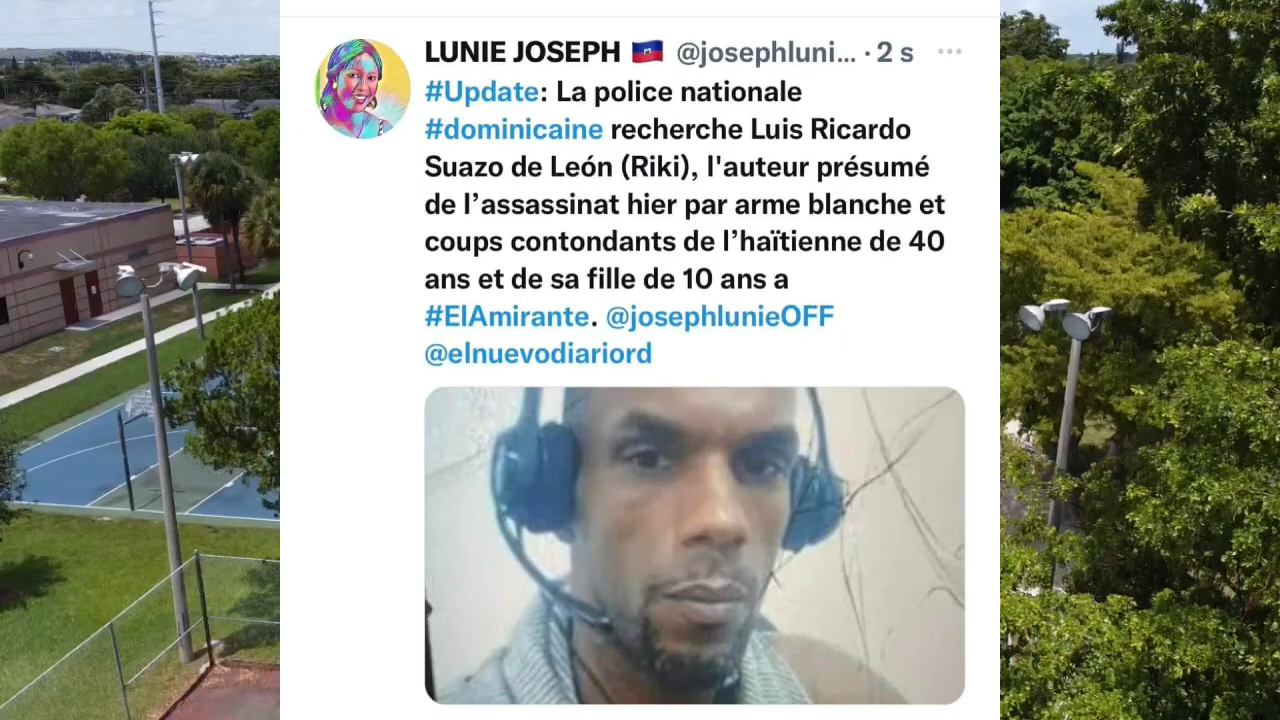 LUNIE JOSEPH 🇭🇹 @josephluni... · 2 s
#Update: La police nationale
#dominicaine recherche Luis Ricardo
Suazo de León (Riki), l'auteur présumé
de l’assassinat hier par arme blanche et
coups contondants de l’haïtienne de 40
ans et de sa fille de 10 ans a
#ElAmirante. @josephlunieOFF
@elnuevodiariord